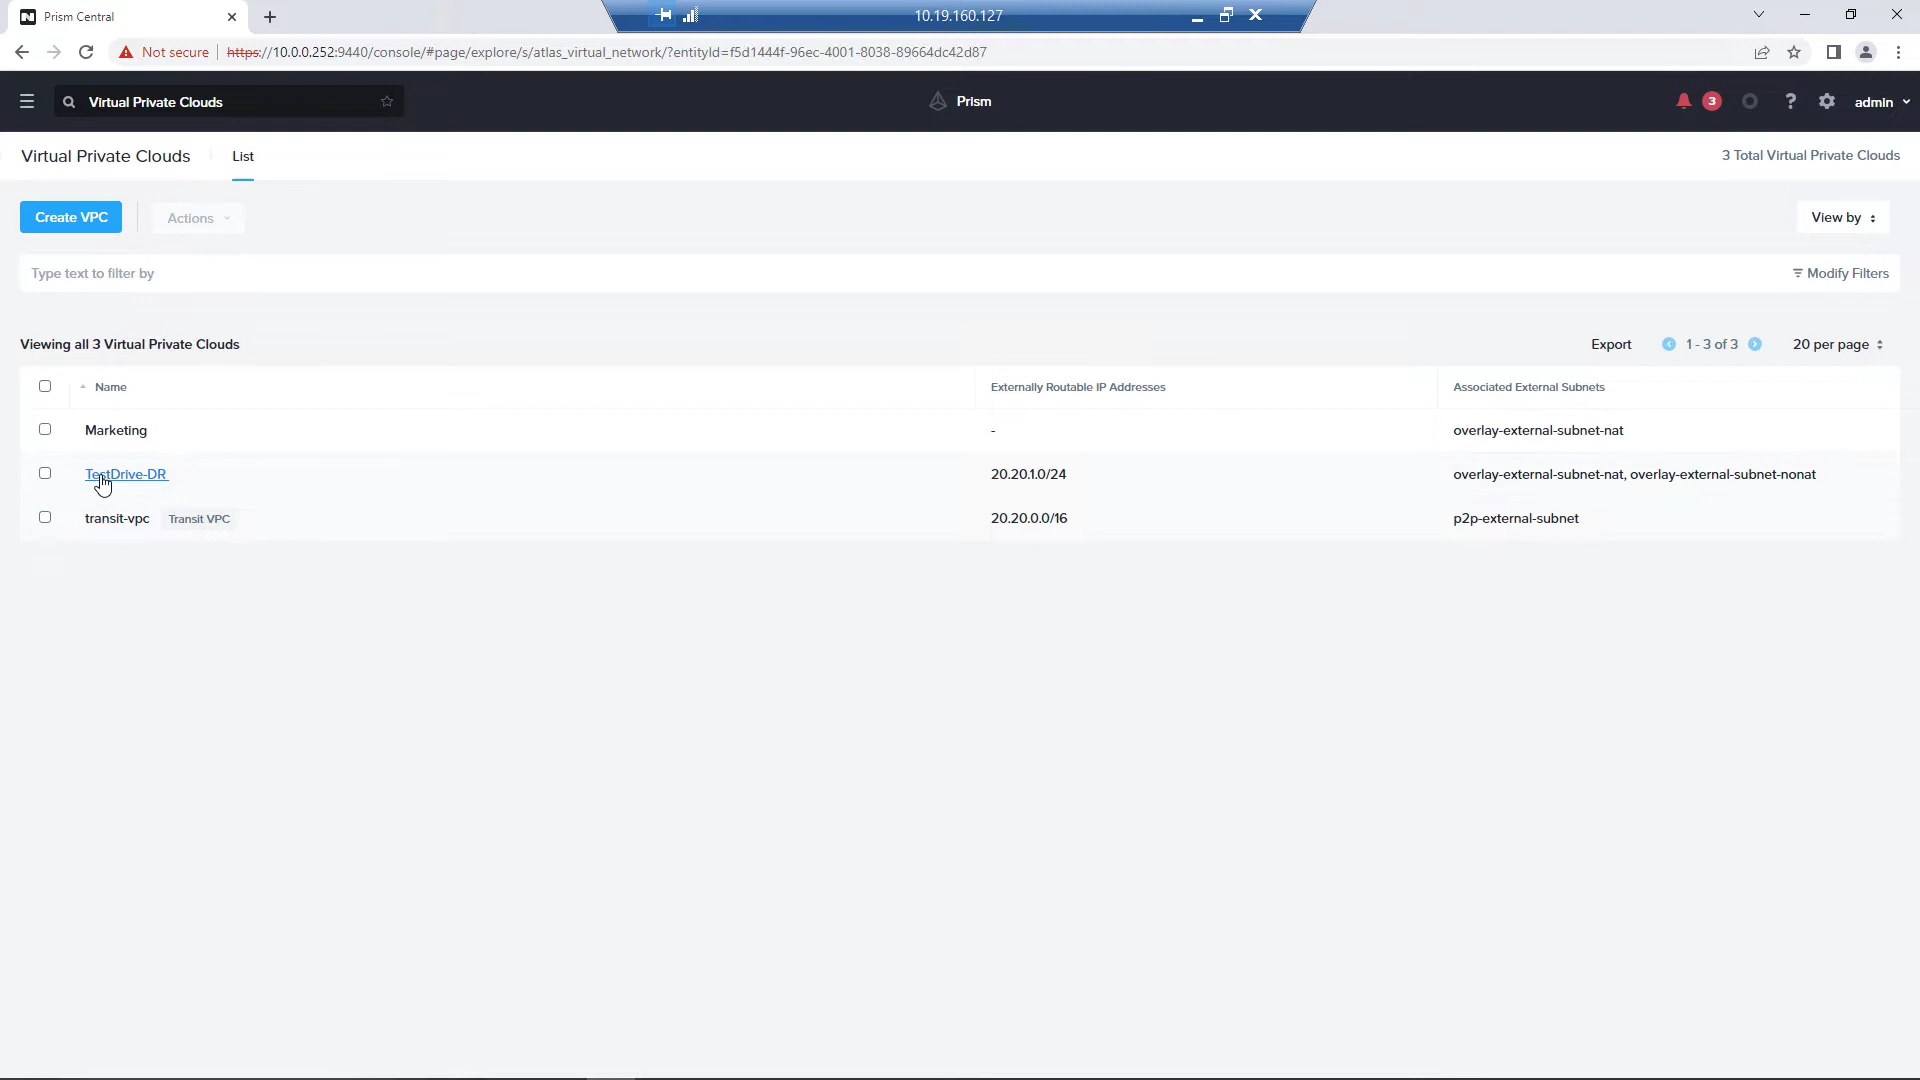 Prism Central
10.19.160.127
Not secure https://10.0.0.252:9440/console/#page/explore/s/atlas_virtual_network/?entityId=f5d1444f-96ec-4001-8038-89664dc42d87
Virtual Private Clouds
Prism
3
?
admin
Virtual Private Clouds
List
3 Total Virtual Private Clouds
Create VPC
Actions
View by
Type text to filter by
Modify Filters
Viewing all 3 Virtual Private Clouds
Export
1 - 3 of 3
20 per page
Name
Externally Routable IP Addresses
Associated External Subnets
Marketing
-
overlay-external-subnet-nat
TestDrive-DR
20.20.1.0/24
overlay-external-subnet-nat, overlay-external-subnet-nonat
transit-vpc
Transit VPC
20.20.0.0/16
p2p-external-subnet